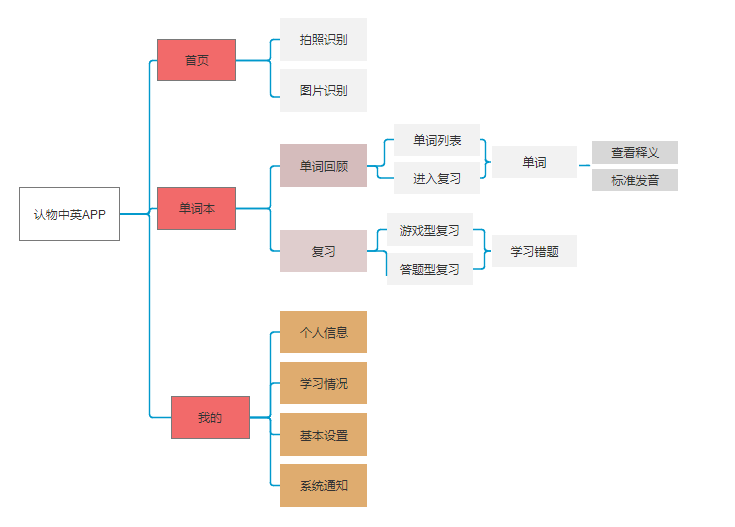 认物中英APP
首页
拍照识别
图片识别
单词本
单词回顾
单词列表
进入复习
单词
查看释义
标准发音
复习
游戏型复习
答题型复习
学习错题
我的
个人信息
学习情况
基本设置
系统通知